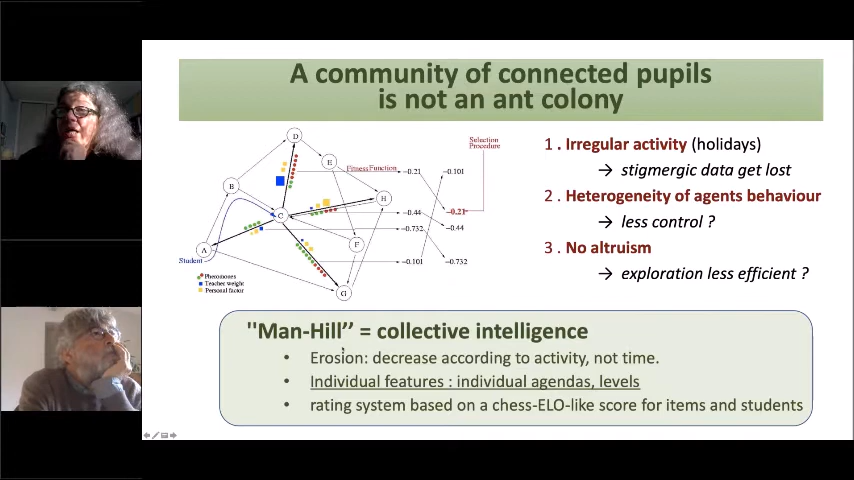 A community of connected pupils
is not an ant colony
D
E
B
H
C
F
A
G
Student
Fitness Function
Selection
Procedure
-0.21
-0.44
-0.732
-0.101
-0.101
-0.21
-0.44
-0.732
Pheromones
Teacher weight
Personal factor
1 . Irregular activity (holidays)
→ stigmergic data get lost
2 . Heterogeneity of agents behaviour
→ less control ?
3 . No altruism
→ exploration less efficient ?
''Man-Hill'' = collective intelligence
• Erosion: decrease according to activity, not time.
• Individual features : individual agendas, levels
• rating system based on a chess-ELO-like score for items and students